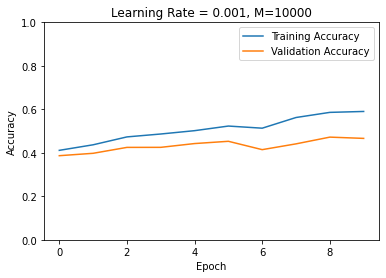 Learning Rate = 0.001, M=10000
Training Accuracy
Validation Accuracy
Accuracy
1.0
0.8
0.6
0.4
0.2
0.0
0 2 4 6 8
Epoch